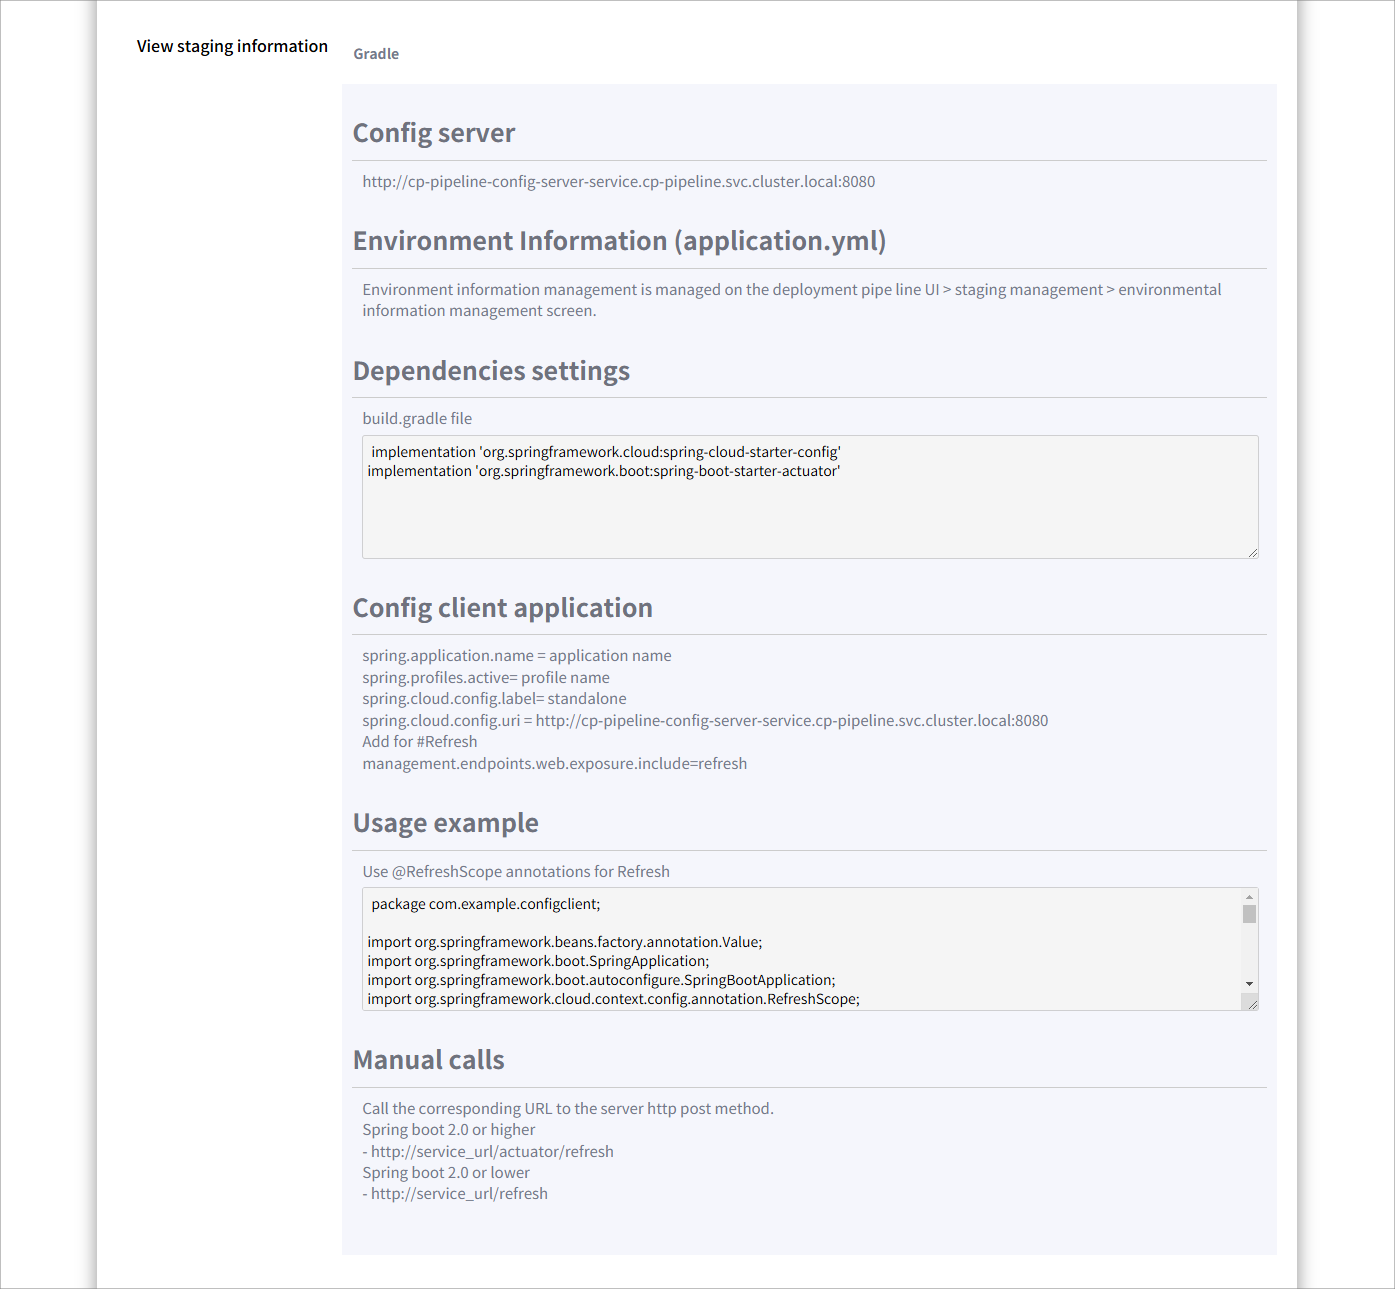 View staging information
Gradle
Config server
http://cp-pipeline-config-server-service.cp-pipeline.svc.cluster.local:8080
Environment Information (application.yml)
Environment information management is managed on the deployment pipe line UI > staging management > environmental
information management screen.
Dependencies settings
build.gradle file
implementation 'org.springframework.cloud:spring-cloud-starter-config'
implementation 'org.springframework.boot:spring-boot-starter-actuator'
Config client application
spring.application.name = application name
spring.profiles.active= profile name
spring.cloud.config.label= standalone
spring.cloud.config.uri = http://cp-pipeline-config-server-service.cp-pipeline.svc.cluster.local:8080
Add for #Refresh
management.endpoints.web.exposure.include=refresh
Usage example
Use @RefreshScope annotations for Refresh
package com.example.configclient;
import org.springframework.beans.factory.annotation.Value;
import org.springframework.boot.SpringApplication;
import org.springframework.boot.autoconfigure.SpringBootApplication;
import org.springframework.cloud.context.config.annotation.RefreshScope;
Manual calls
Call the corresponding URL to the server http post method.
Spring boot 2.0 or higher
- http://service_url/actuator/refresh
Spring boot 2.0 or lower
- http://service_url/refresh